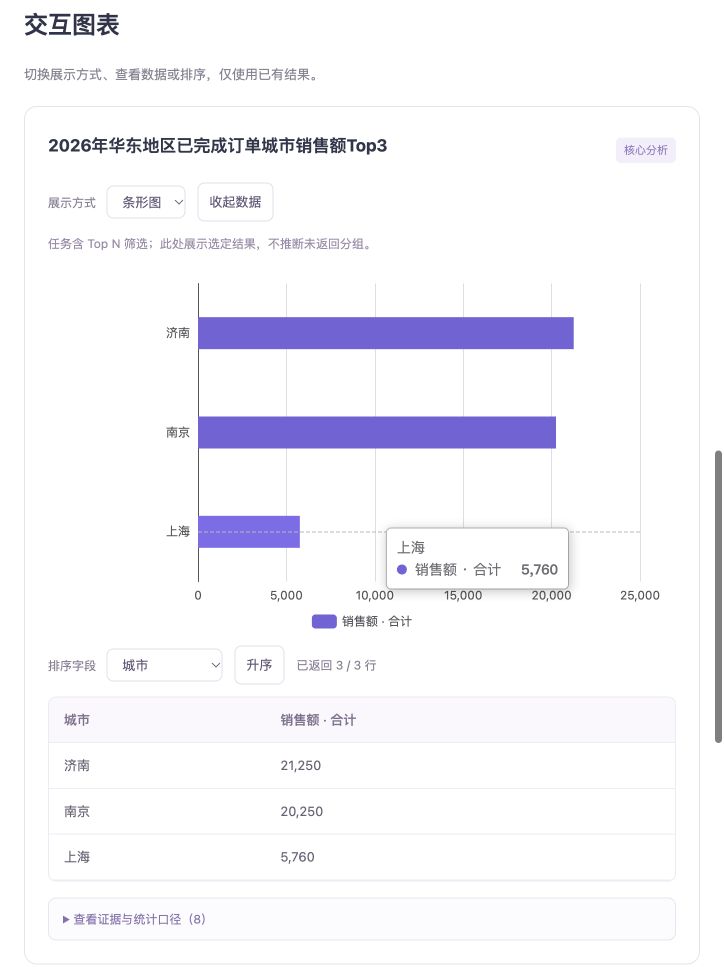 交互图表
切换展示方式、查看数据或排序，仅使用已有结果。
2026年华东地区已完成订单城市销售额Top3
核心分析
展示方式 条形图 收起数据
任务含 Top N 筛选；此处展示选定结果，不推断未返回分组。
济南
南京
上海
上海
销售额 · 合计 5,760
0 5,000 10,000 15,000 20,000 25,000
销售额 · 合计
排序字段 城市 升序 已返回 3 / 3 行
城市 销售额 · 合计
济南 21,250
南京 20,250
上海 5,760
查看证据与统计口径（8）